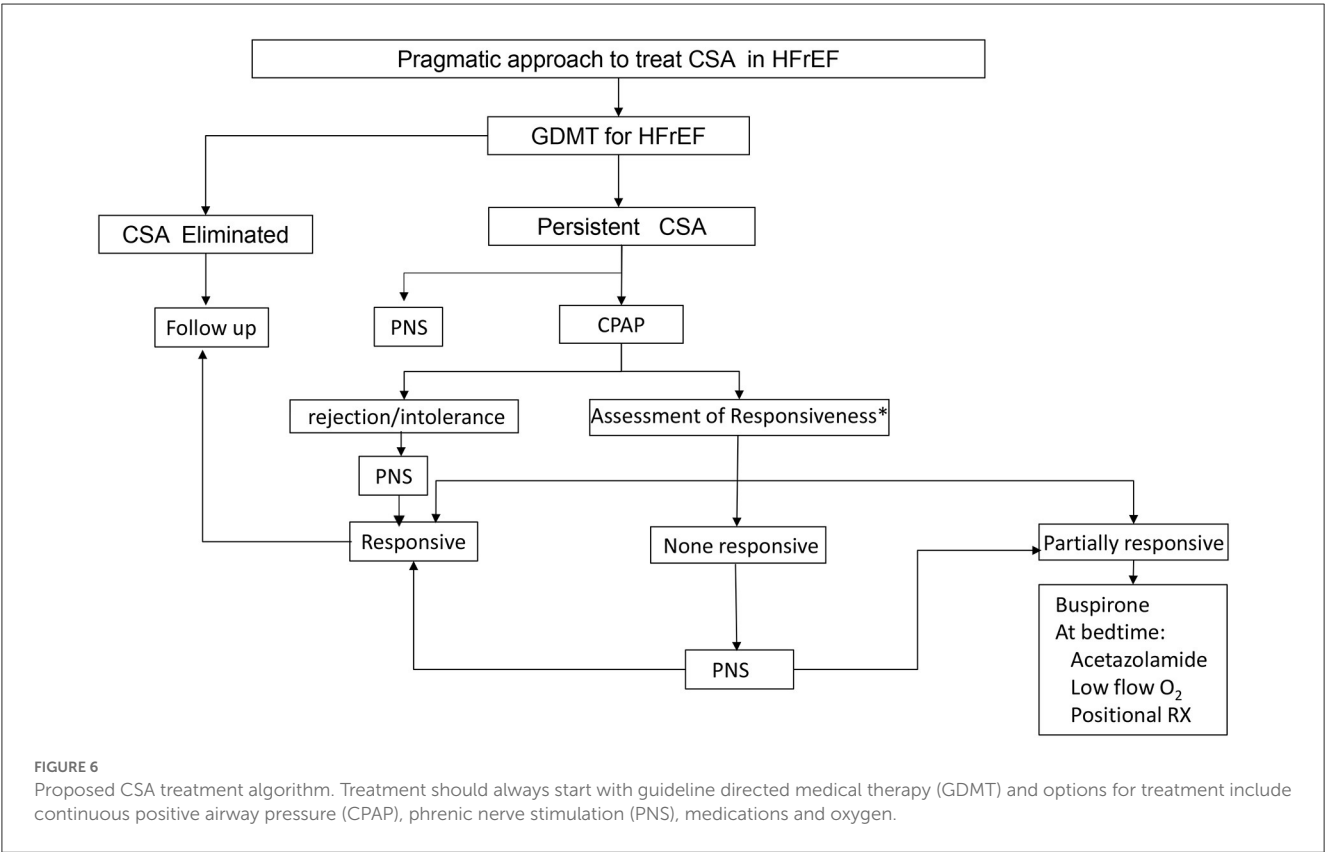 Pragmatic approach to treat CSA in HFrEF
GDMT for HFrEF
CSA Eliminated
Persistent CSA
Follow up
PNS
CPAP
rejection/intolerance
Assessment of Responsiveness*
PNS
Responsive
None responsive
Partially responsive
PNS
Buspirone
At bedtime:
Acetazolamide
Low flow O₂
Positional RX
FIGURE 6
Proposed CSA treatment algorithm. Treatment should always start with guideline directed medical therapy (GDMT) and options for treatment include
continuous positive airway pressure (CPAP), phrenic nerve stimulation (PNS), medications and oxygen.